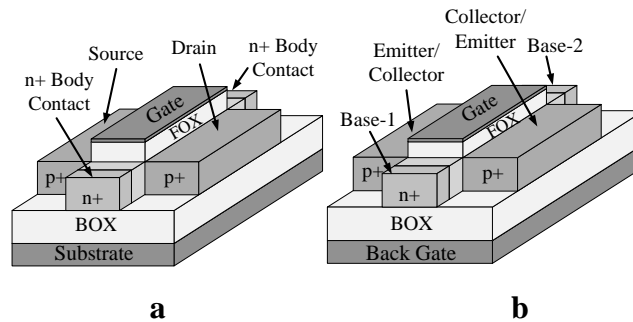 Source
Drain
n+ Body
Contact
n+ Body
Contact
Gate
FOX
p+
p+
n+
BOX
Substrate
a
Collector/
Emitter
Emitter/
Collector
Base-2
Base-1
Gate
FOX
p+
p+
n+
BOX
Back Gate
b